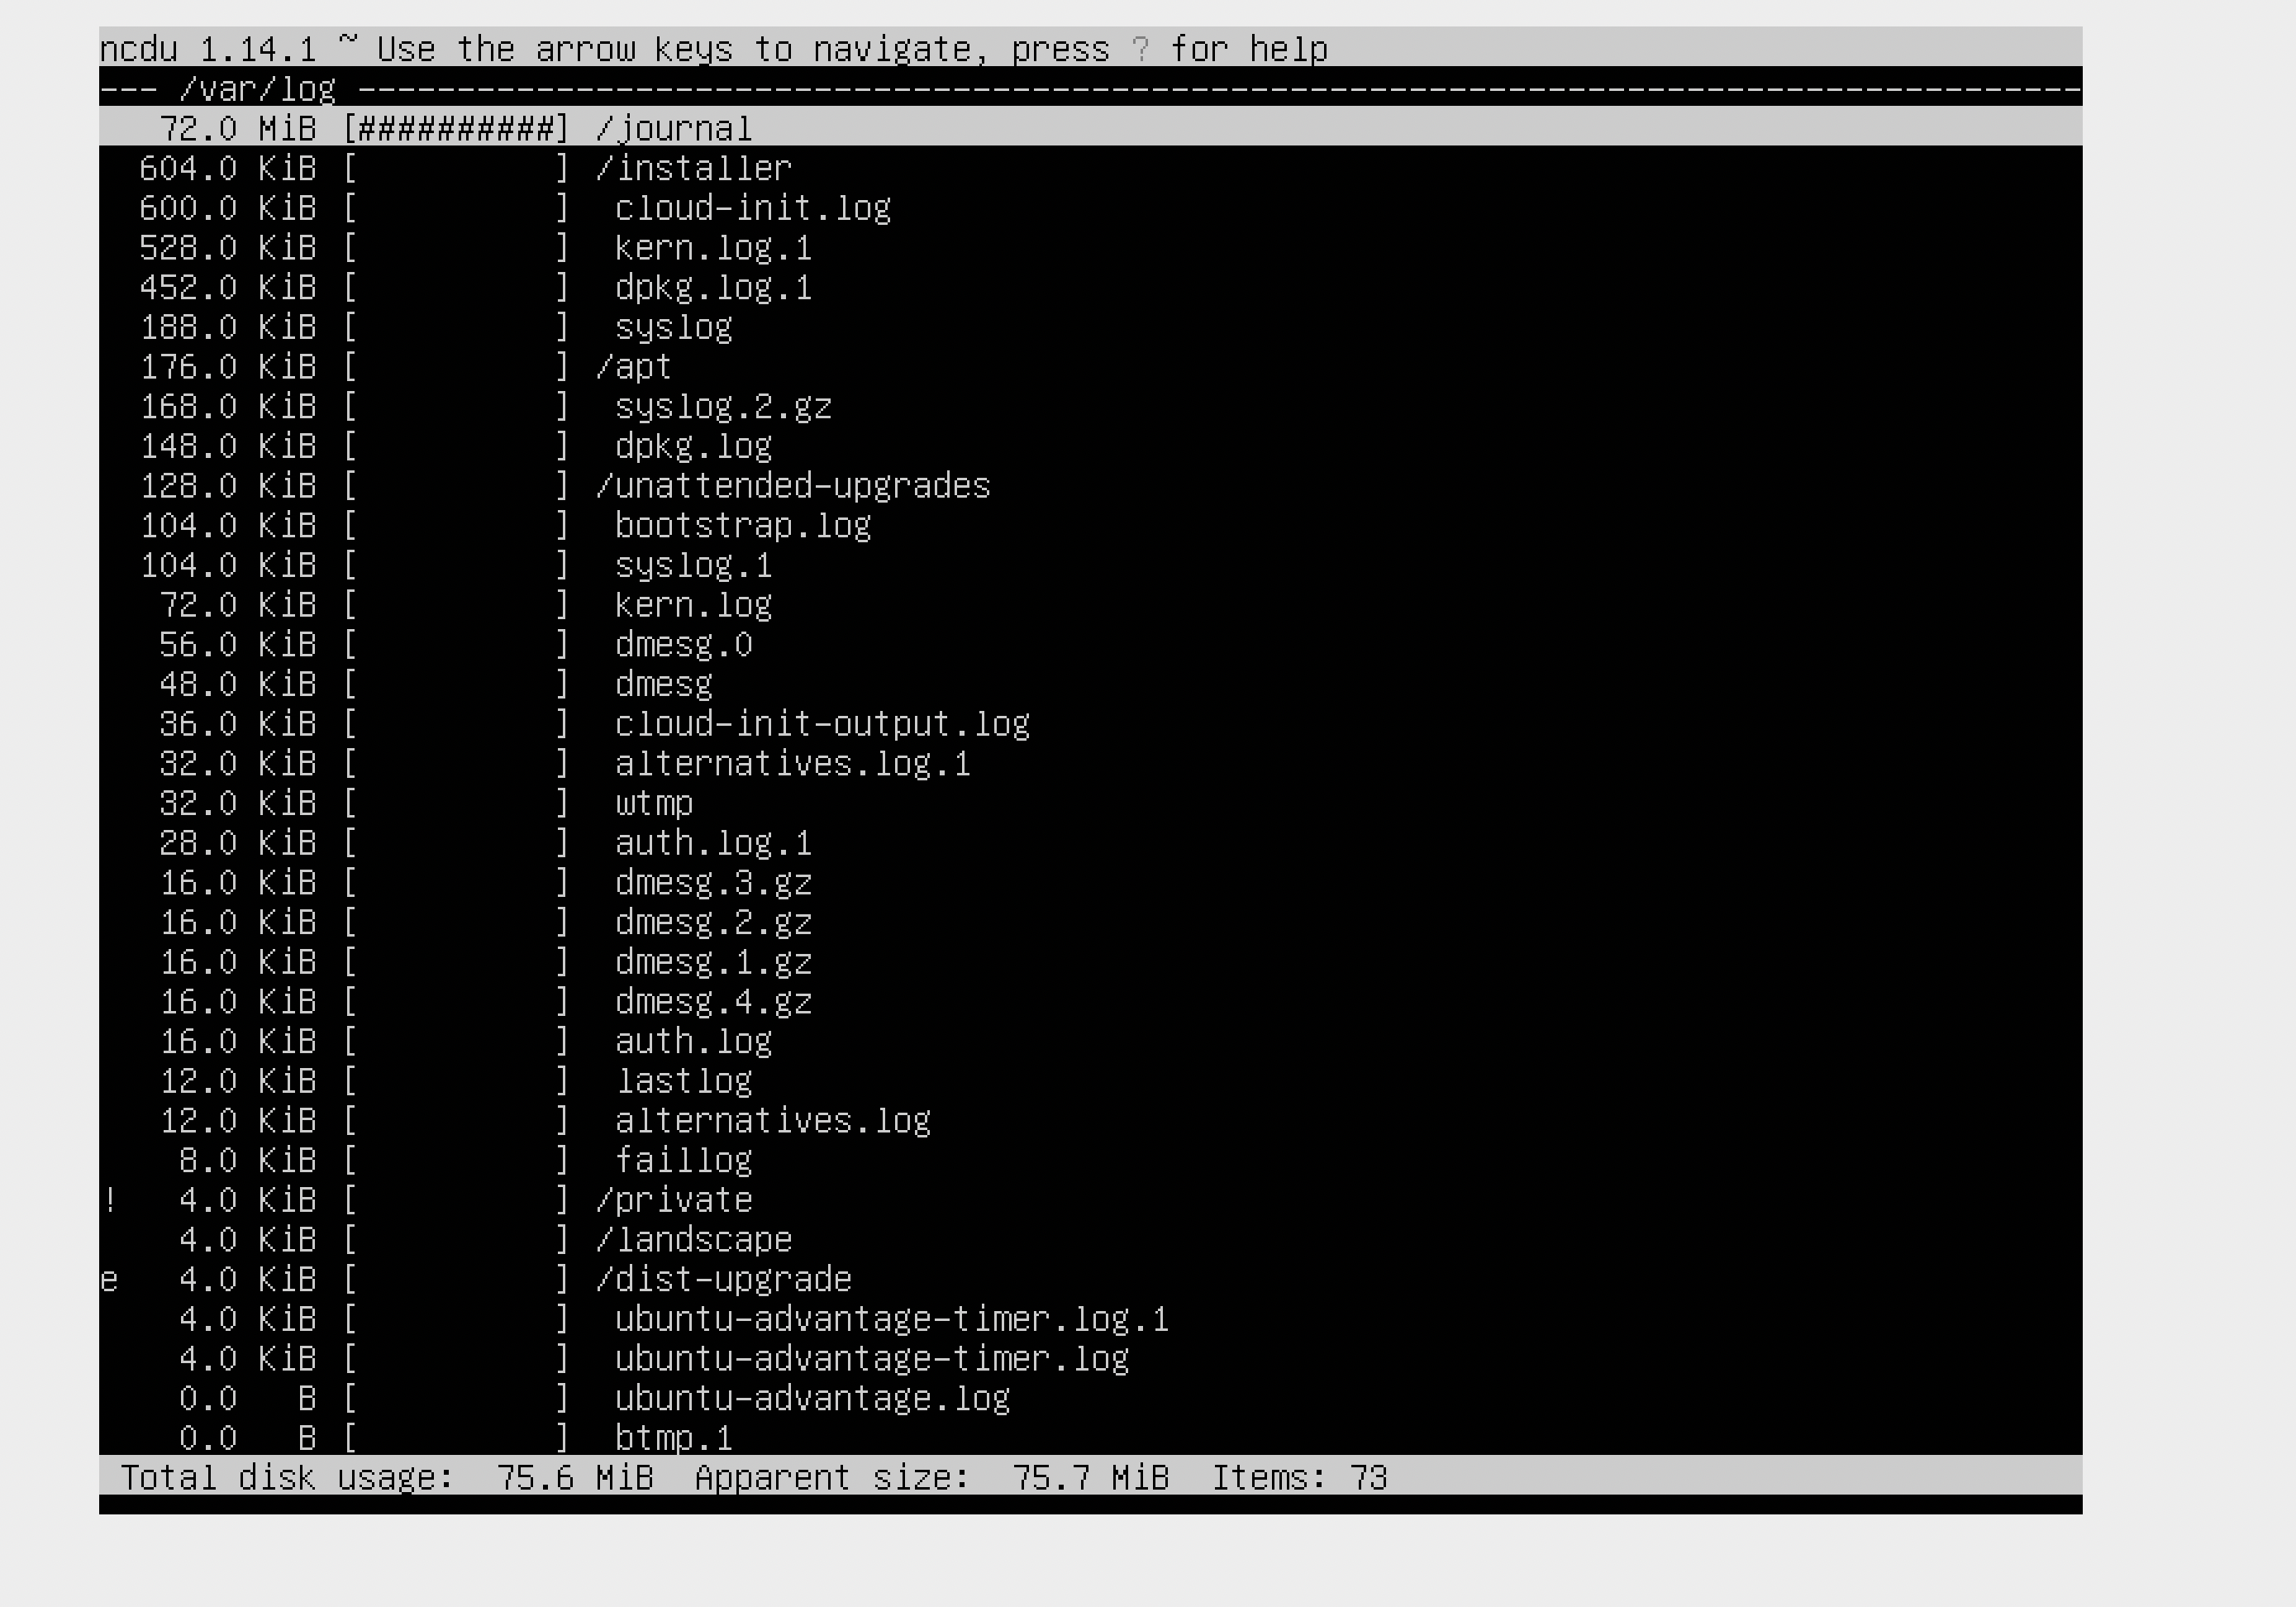 ncdu 1.14.1 ~ Use the arrow keys to navigate, press ? for help
--- /var/log ---------------------------------------------------------------------------------------
   72.0 MiB [##########] /journal
  604.0 KiB [          ] /installer
  600.0 KiB [          ]  cloud-init.log
  528.0 KiB [          ]  kern.log.1
  452.0 KiB [          ]  dpkg.log.1
  188.0 KiB [          ]  syslog
  176.0 KiB [          ] /apt
  168.0 KiB [          ]  syslog.2.gz
  148.0 KiB [          ]  dpkg.log
  128.0 KiB [          ] /unattended-upgrades
  104.0 KiB [          ]  bootstrap.log
  104.0 KiB [          ]  syslog.1
   72.0 KiB [          ]  kern.log
   56.0 KiB [          ]  dmesg.0
   48.0 KiB [          ]  dmesg
   36.0 KiB [          ]  cloud-init-output.log
   32.0 KiB [          ]  alternatives.log.1
   32.0 KiB [          ]  wtmp
   28.0 KiB [          ]  auth.log.1
   16.0 KiB [          ]  dmesg.3.gz
   16.0 KiB [          ]  dmesg.2.gz
   16.0 KiB [          ]  dmesg.1.gz
   16.0 KiB [          ]  dmesg.4.gz
   16.0 KiB [          ]  auth.log
   12.0 KiB [          ]  lastlog
   12.0 KiB [          ]  alternatives.log
    8.0 KiB [          ]  faillog
!   4.0 KiB [          ] /private
    4.0 KiB [          ] /landscape
e   4.0 KiB [          ] /dist-upgrade
    4.0 KiB [          ]  ubuntu-advantage-timer.log.1
    4.0 KiB [          ]  ubuntu-advantage-timer.log
    0.0   B [          ]  ubuntu-advantage.log
    0.0   B [          ]  btmp.1
 Total disk usage:  75.6 MiB  Apparent size:  75.7 MiB  Items: 73